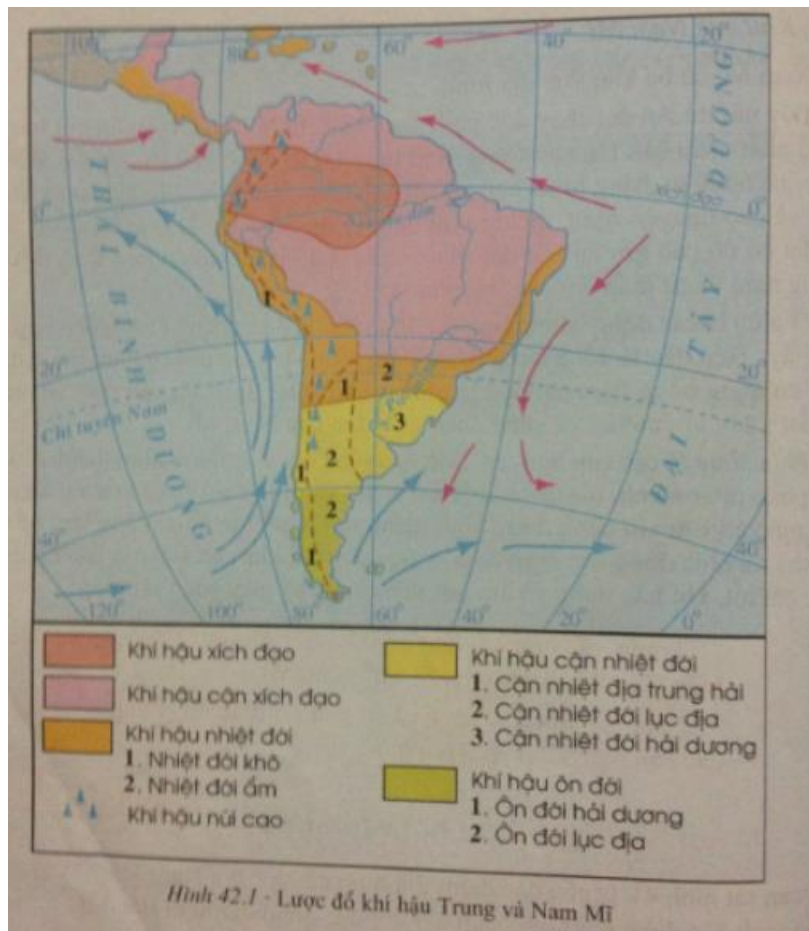 100°
80°
60°
40°
20°
0°
THÁI BÌNH DƯƠNG
ĐẠI TÂY DƯƠNG
0°
20°
20°
Chí tuyến Nam
40°
40°
120°
100°
80°
60°
40°
20°
0°
1
1
2
3
2
1
2
1
Khí hậu xích đạo
Khí hậu cận xích đạo
Khí hậu nhiệt đới
1. Nhiệt đới khô
2. Nhiệt đới ẩm
Khí hậu núi cao
Khí hậu cận nhiệt đới
1. Cận nhiệt địa trung hải
2. Cận nhiệt đới lục địa
3. Cận nhiệt đới hải dương
Khí hậu ôn đới
1. Ôn đới hải dương
2. Ôn đới lục địa
Hình 42.1 - Lược đồ khí hậu Trung và Nam Mĩ